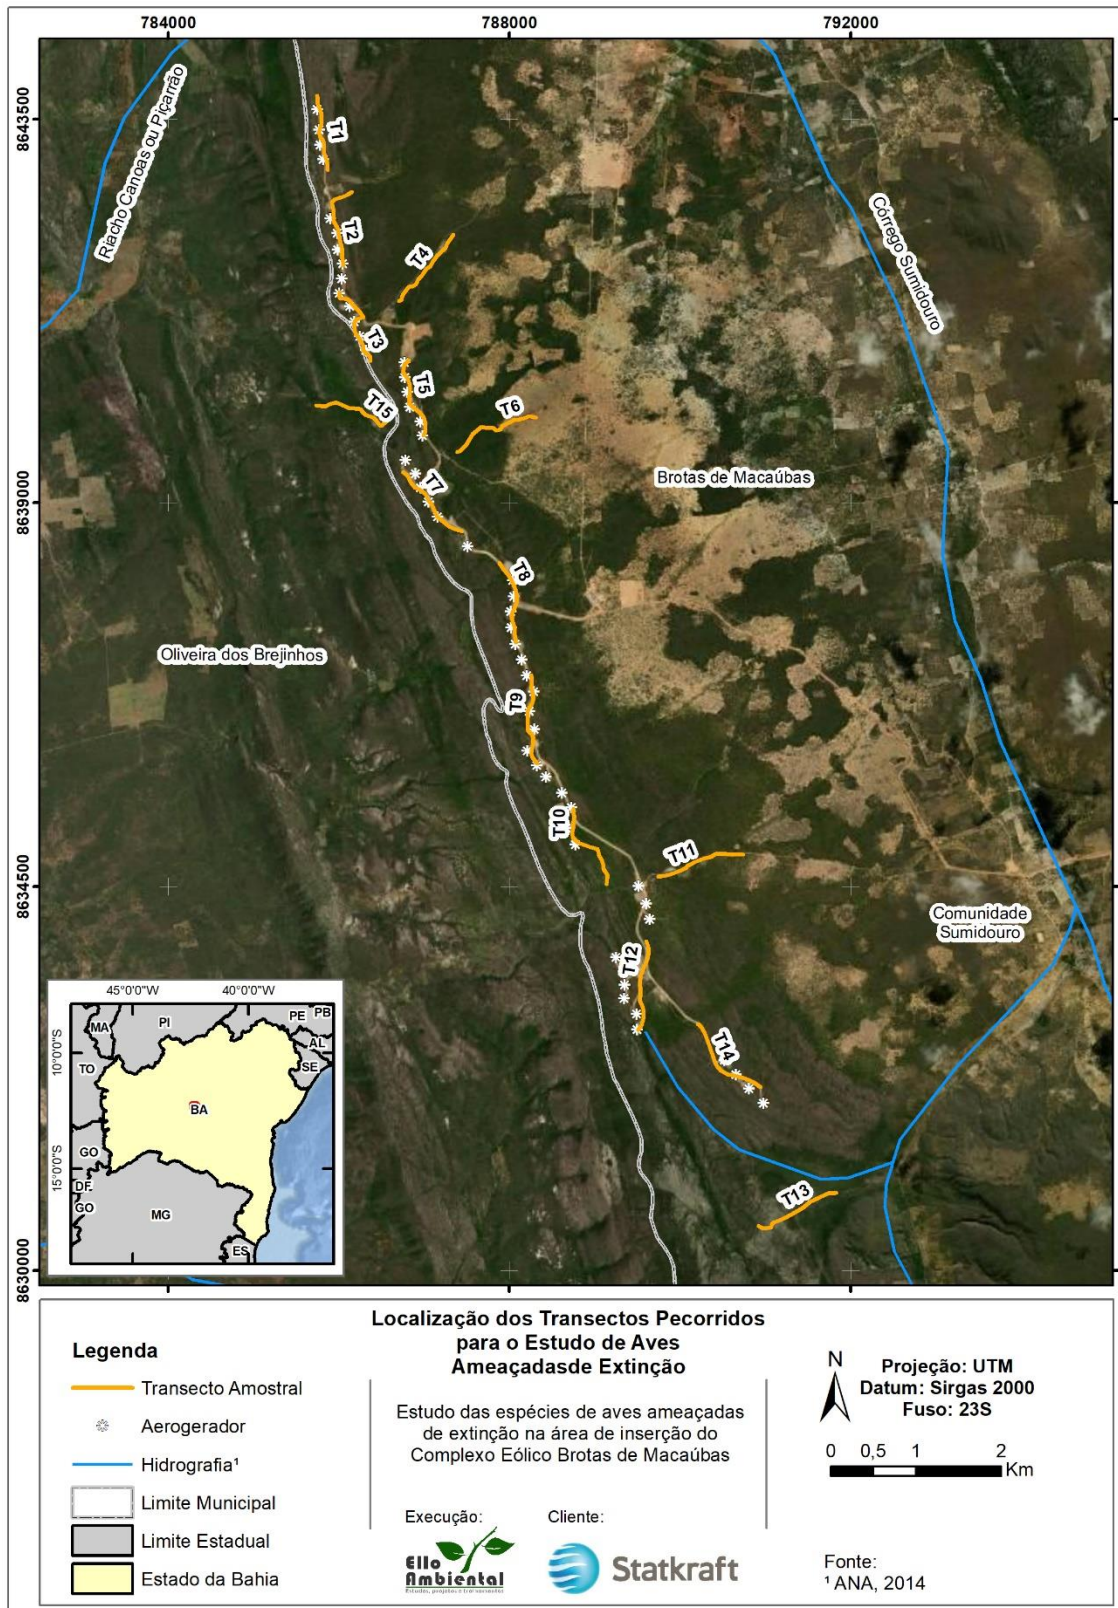 784000
788000
792000
8643500
8639000
8634500
8630000
Riacho Canoas ou Piçarrão
T1
T2
T4
Córrego Sumidouro
T3
T5
T15
T6
T7
Brotas de Macaúbas
T8
Oliveira dos Brejinhos
T9
T10
T11
Comunidade
Sumidouro
T12
T14
T13
45°0'0"W
40°0'0"W
10°0'0"S
15°0'0"S
MA
PI
PE
PB
AL
SE
TO
BA
GO
DF
GO
MG
ES
Legenda
Transecto Amostral
Aerogerador
Hidrografia¹
Limite Municipal
Limite Estadual
Estado da Bahia
Localização dos Transectos Pecorridos
para o Estudo de Aves
Ameaçadasde Extinção
Estudo das espécies de aves ameaçadas
de extinção na área de inserção do
Complexo Eólico Brotas de Macaúbas
Execução:
Ello
Ambiental
Estudos, projetos e treinamentos
Cliente:
Statkraft
N
Projeção: UTM
Datum: Sirgas 2000
Fuso: 23S
0 0,5 1 2
Km
Fonte:
¹ ANA, 2014